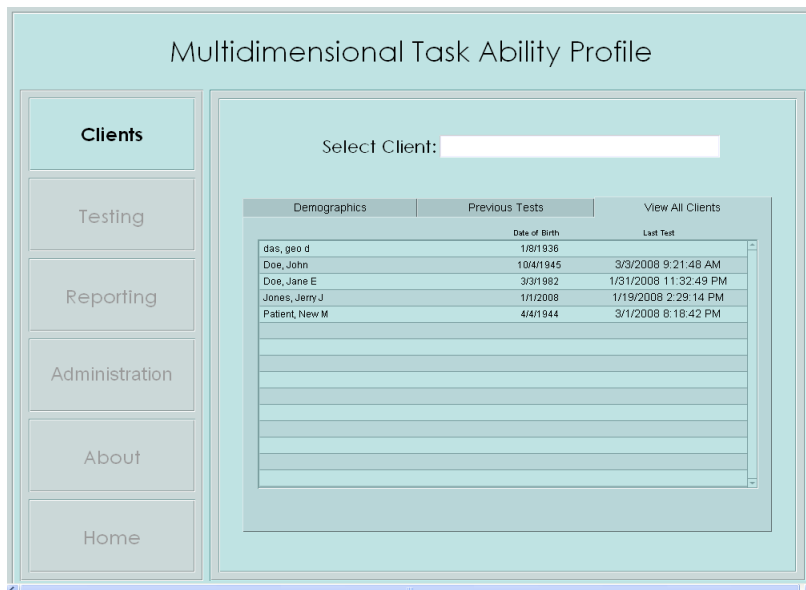 Multidimensional Task Ability Profile
Clients
Testing
Reporting
Administration
About
Home
Select Client:
Demographics Previous Tests View All Clients
Date of Birth Last Test
das, geo d 1/8/1936
Doe, John 10/4/1945 3/3/2008 9:21:48 AM
Doe, Jane E 3/3/1982 1/31/2008 11:32:49 PM
Jones, Jerry J 1/1/2008 1/19/2008 2:29:14 PM
Patient, New M 4/4/1944 3/1/2008 8:18:42 PM